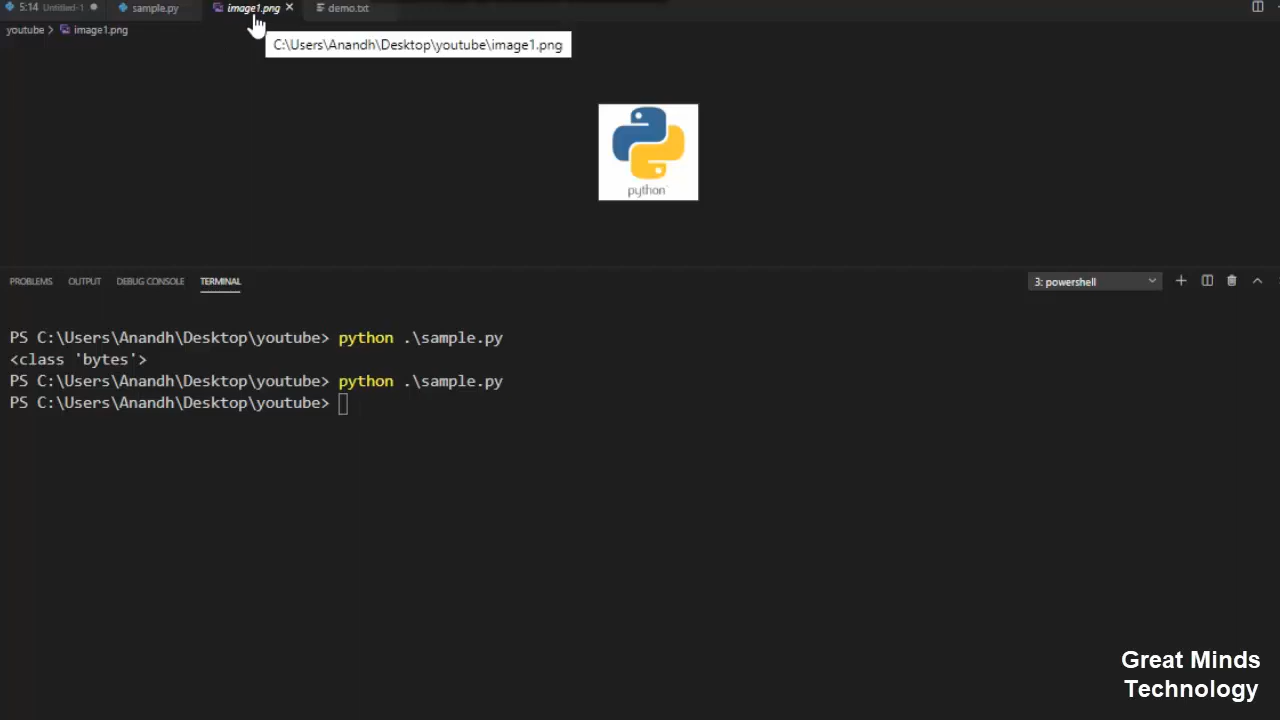 5:14 Untitled-1 sample.py image1.png demo.txt
youtube > image1.png
C:\Users\Anandh\Desktop\youtube\image1.png
python
PROBLEMS OUTPUT DEBUG CONSOLE TERMINAL 3: powershell
PS C:\Users\Anandh\Desktop\youtube> python .\sample.py
<class 'bytes'>
PS C:\Users\Anandh\Desktop\youtube> python .\sample.py
PS C:\Users\Anandh\Desktop\youtube>
Great Minds
Technology